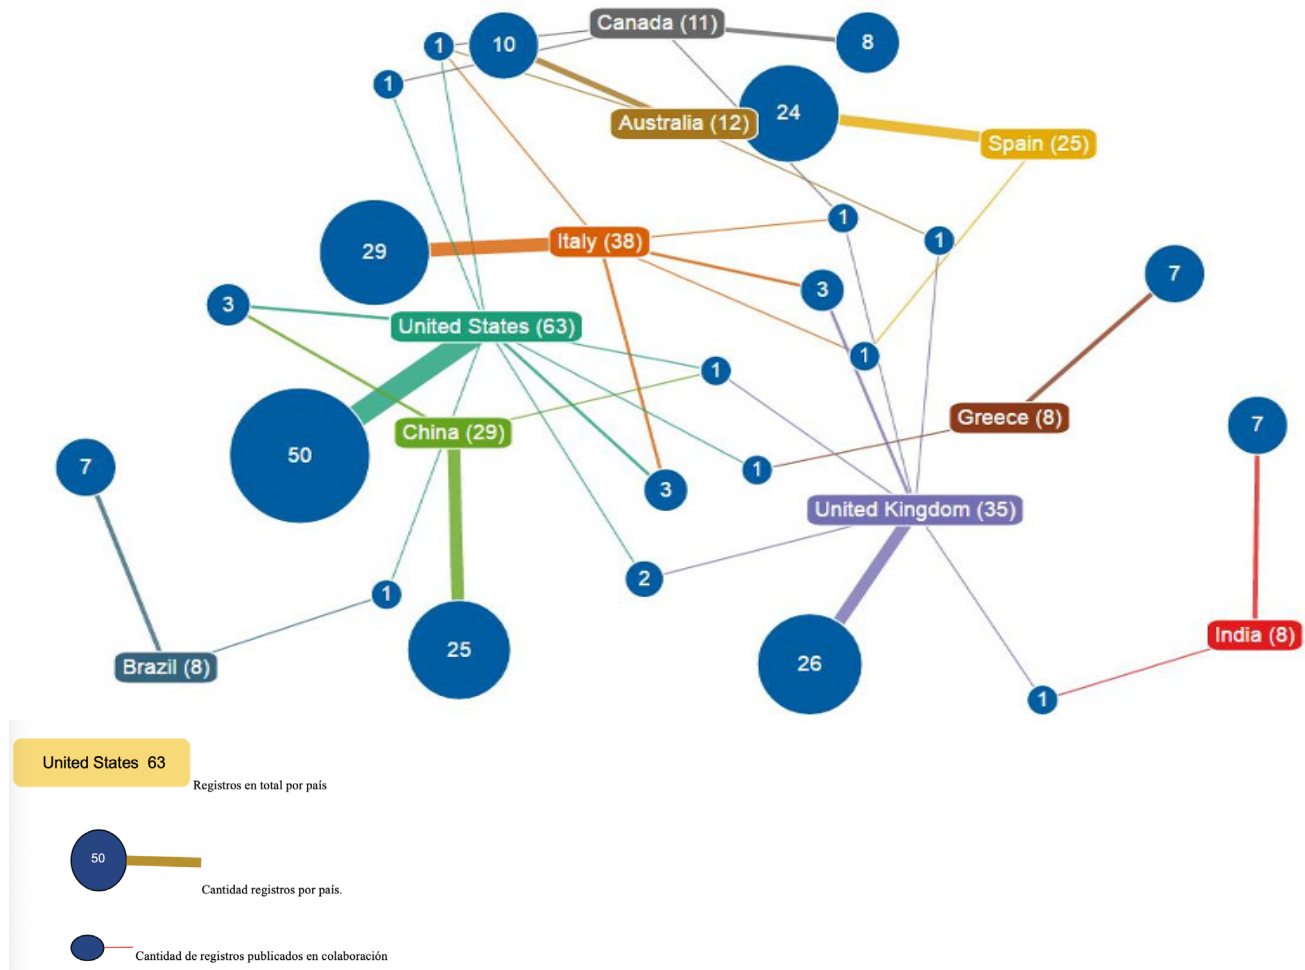 Canada (11)
1
10
8
1
24
Australia (12)
Spain (25)
1
1
Italy (38)
29
7
3
3
United States (63)
1
1
7
Greece (8)
China (29)
50
7
1
3
United Kingdom (35)
2
1
India (8)
25
26
Brazil (8)
1
United States 63
Registros en total por país
50
Cantidad registros por país.
Cantidad de registros publicados en colaboración